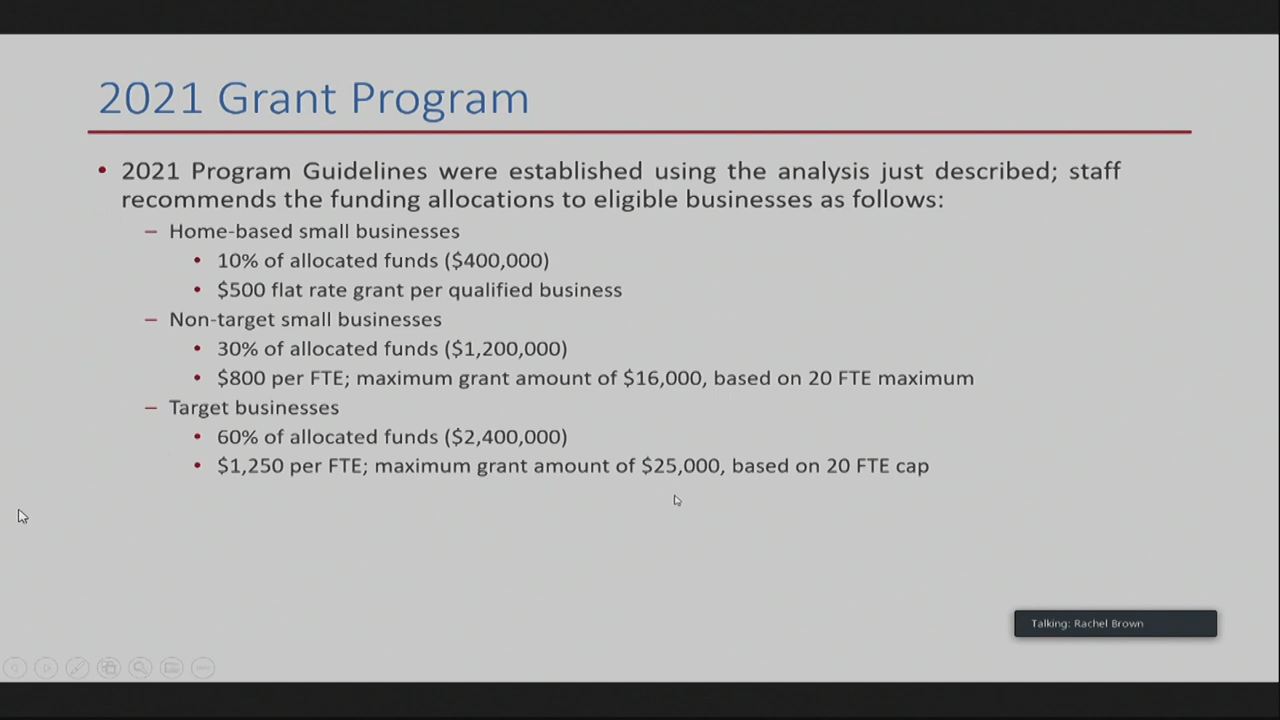 2021 Grant Program
• 2021 Program Guidelines were established using the analysis just described; staff
recommends the funding allocations to eligible businesses as follows:
– Home-based small businesses
• 10% of allocated funds ($400,000)
• $500 flat rate grant per qualified business
– Non-target small businesses
• 30% of allocated funds ($1,200,000)
• $800 per FTE; maximum grant amount of $16,000, based on 20 FTE maximum
– Target businesses
• 60% of allocated funds ($2,400,000)
• $1,250 per FTE; maximum grant amount of $25,000, based on 20 FTE cap
Talking: Rachel Brown